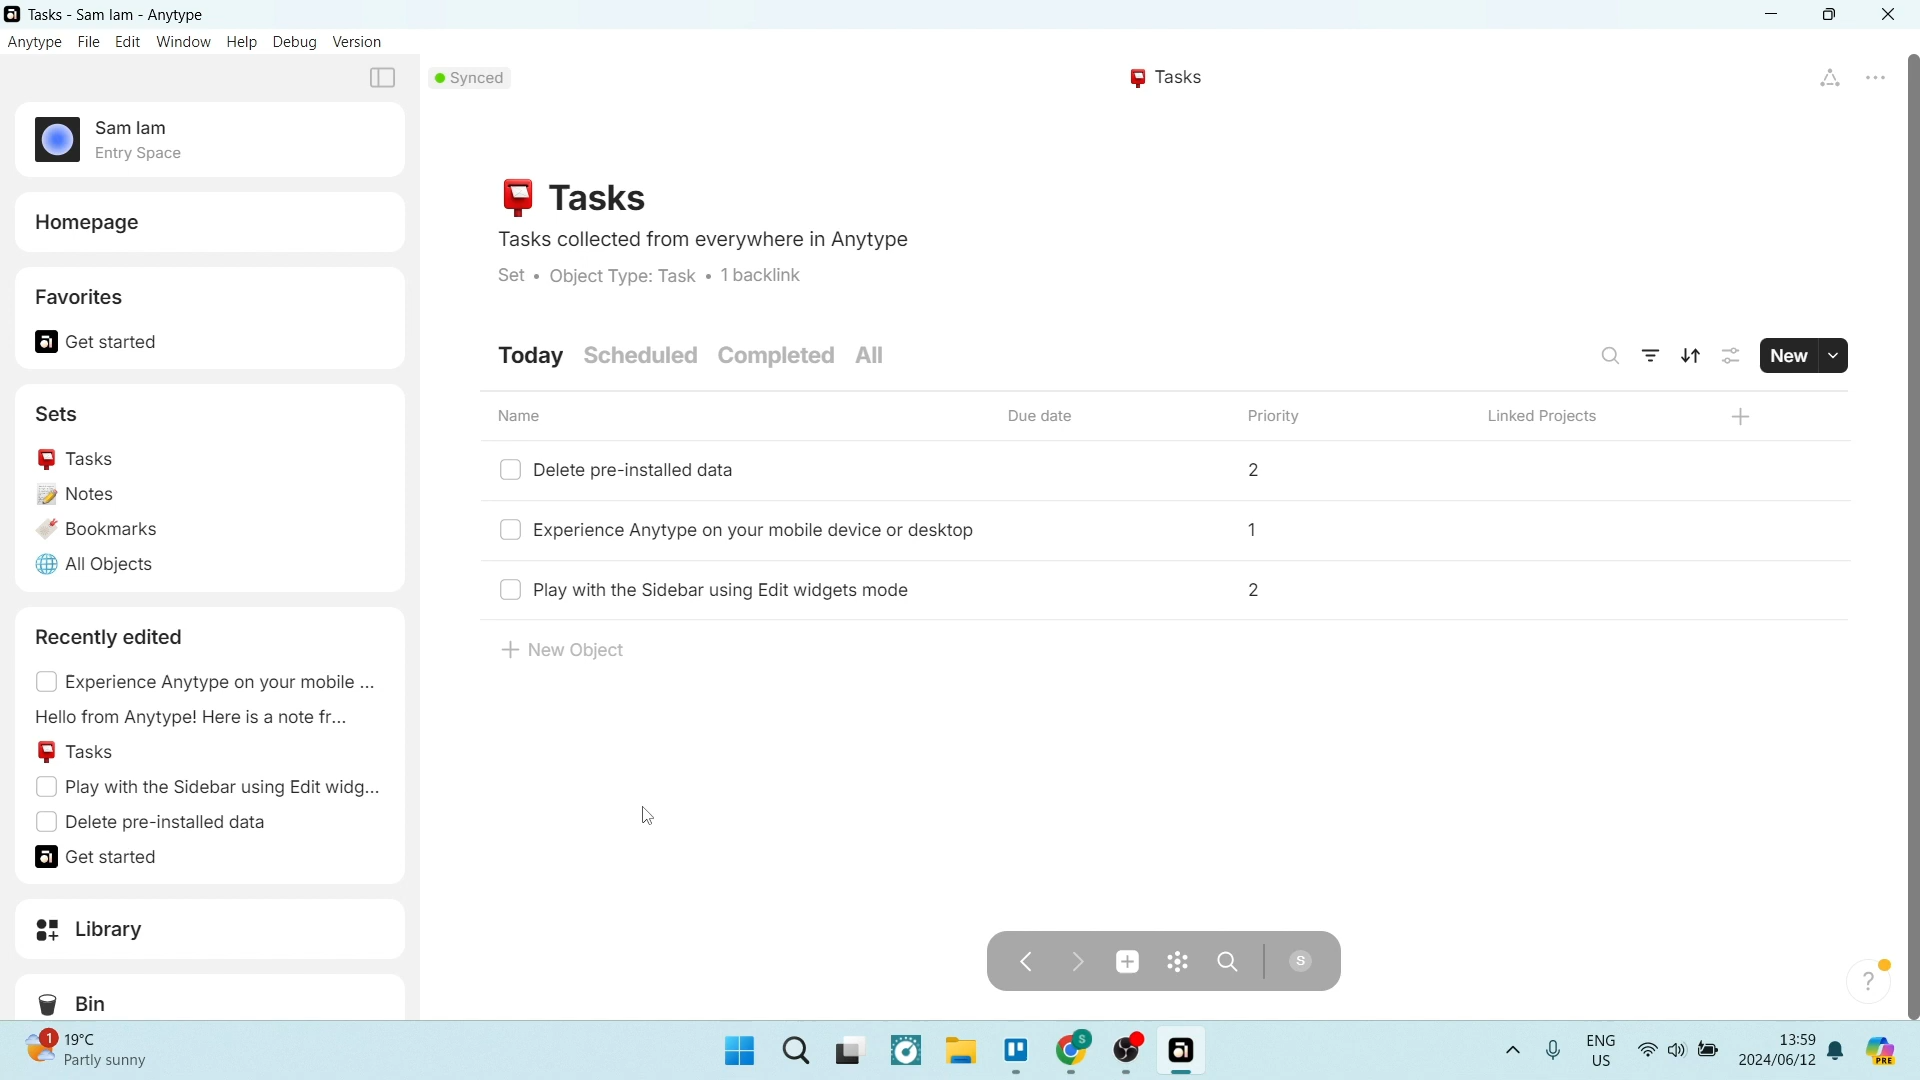 Tasks - Sam Iam - Anytype
Anytype File Edit Window Help Debug Version
Synced
Tasks
Sam Iam
Entry Space
Homepage
Favorites
Get started
Sets
Tasks
Notes
Bookmarks
All Objects
Recently edited
Experience Anytype on your mobile ...
Hello from Anytype! Here is a note fr...
Tasks
Play with the Sidebar using Edit widg...
Delete pre-installed data
Get started
Library
Bin
Tasks
Tasks collected from everywhere in Anytype
Set • Object Type: Task • 1 backlink
Today Scheduled Completed All
New
Name Due date Priority Linked Projects
Delete pre-installed data 2
Experience Anytype on your mobile device or desktop 1
Play with the Sidebar using Edit widgets mode 2
+ New Object
S
?
1
19°C
Partly sunny
S
ENG
US
13:59
2024/06/12
PRE